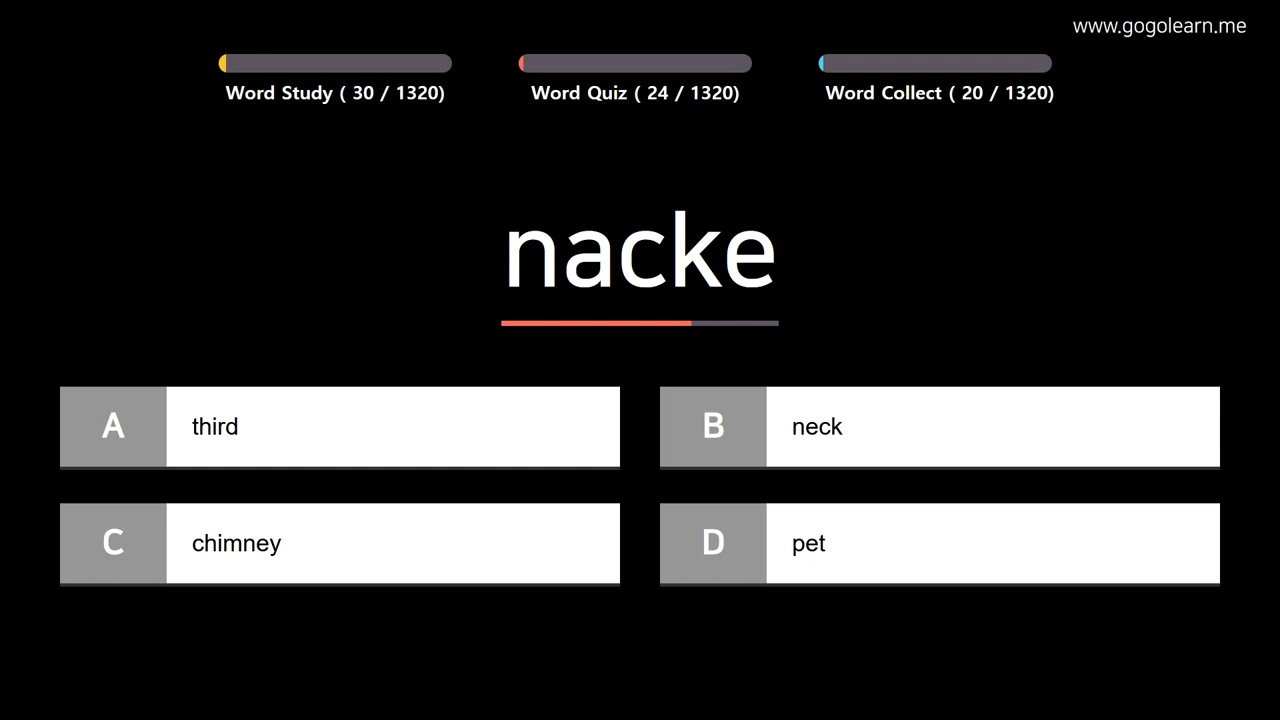 www.gogolearn.me
Word Study ( 30 / 1320)
Word Quiz ( 24 / 1320)
Word Collect ( 20 / 1320)
nacke
A third
B neck
C chimney
D pet